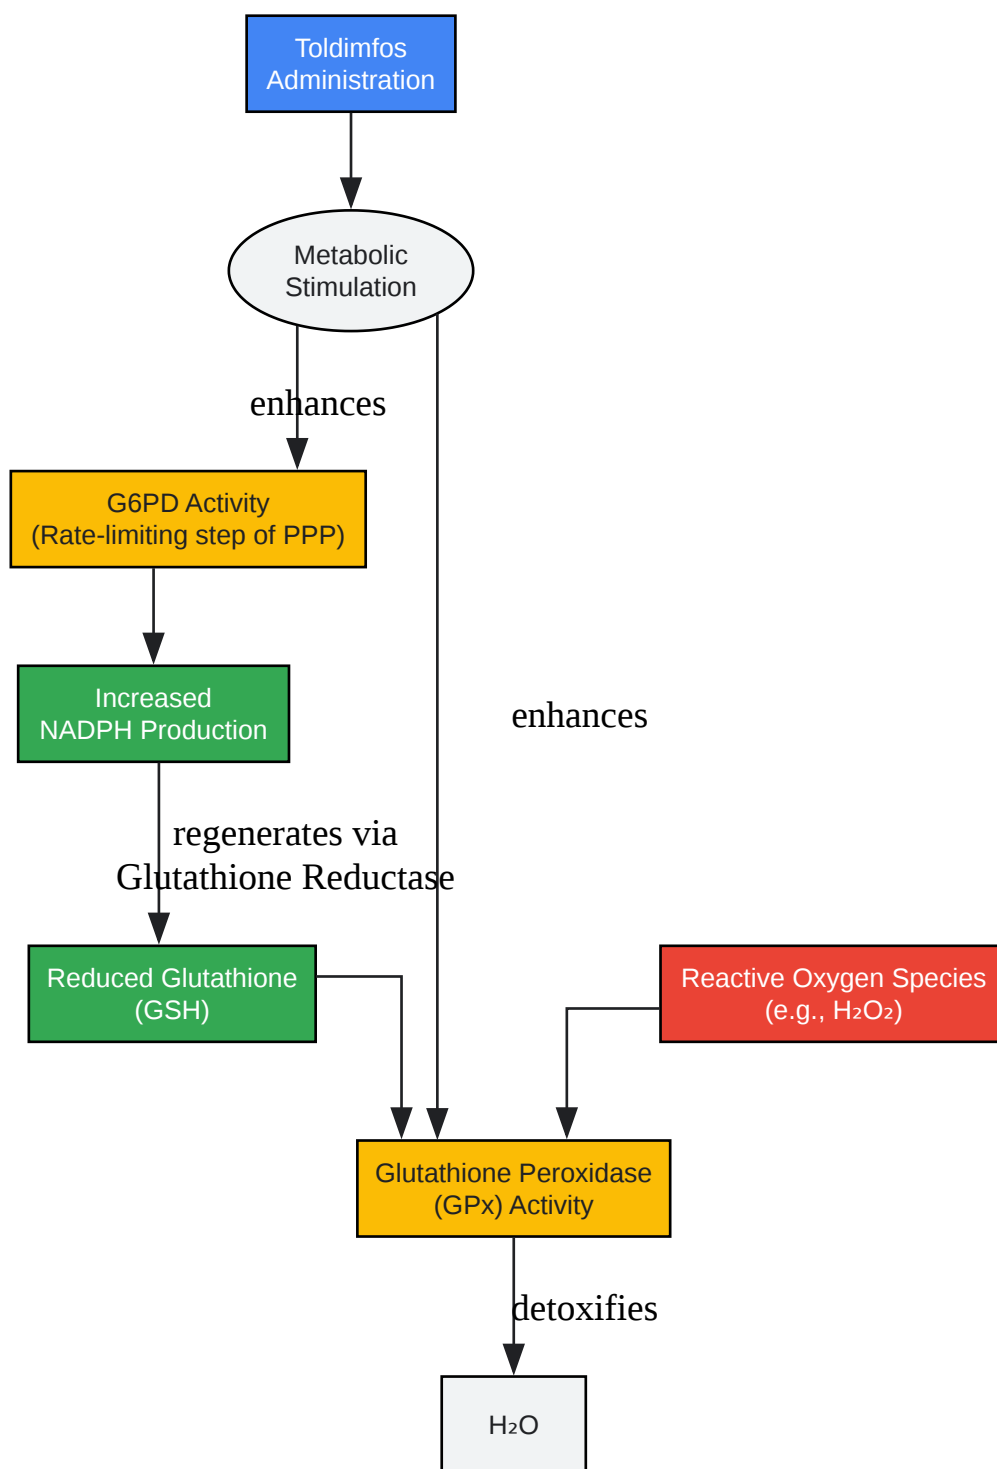 Toldimfos
Administration
Metabolic
Stimulation
enhances
G6PD Activity
(Rate-limiting step of PPP)
Increased
NADPH Production
enhances
regenerates via
Glutathione Reductase
Reduced Glutathione
(GSH)
Reactive Oxygen Species
(e.g., H₂O₂)
Glutathione Peroxidase
(GPx) Activity
detoxifies
H₂O